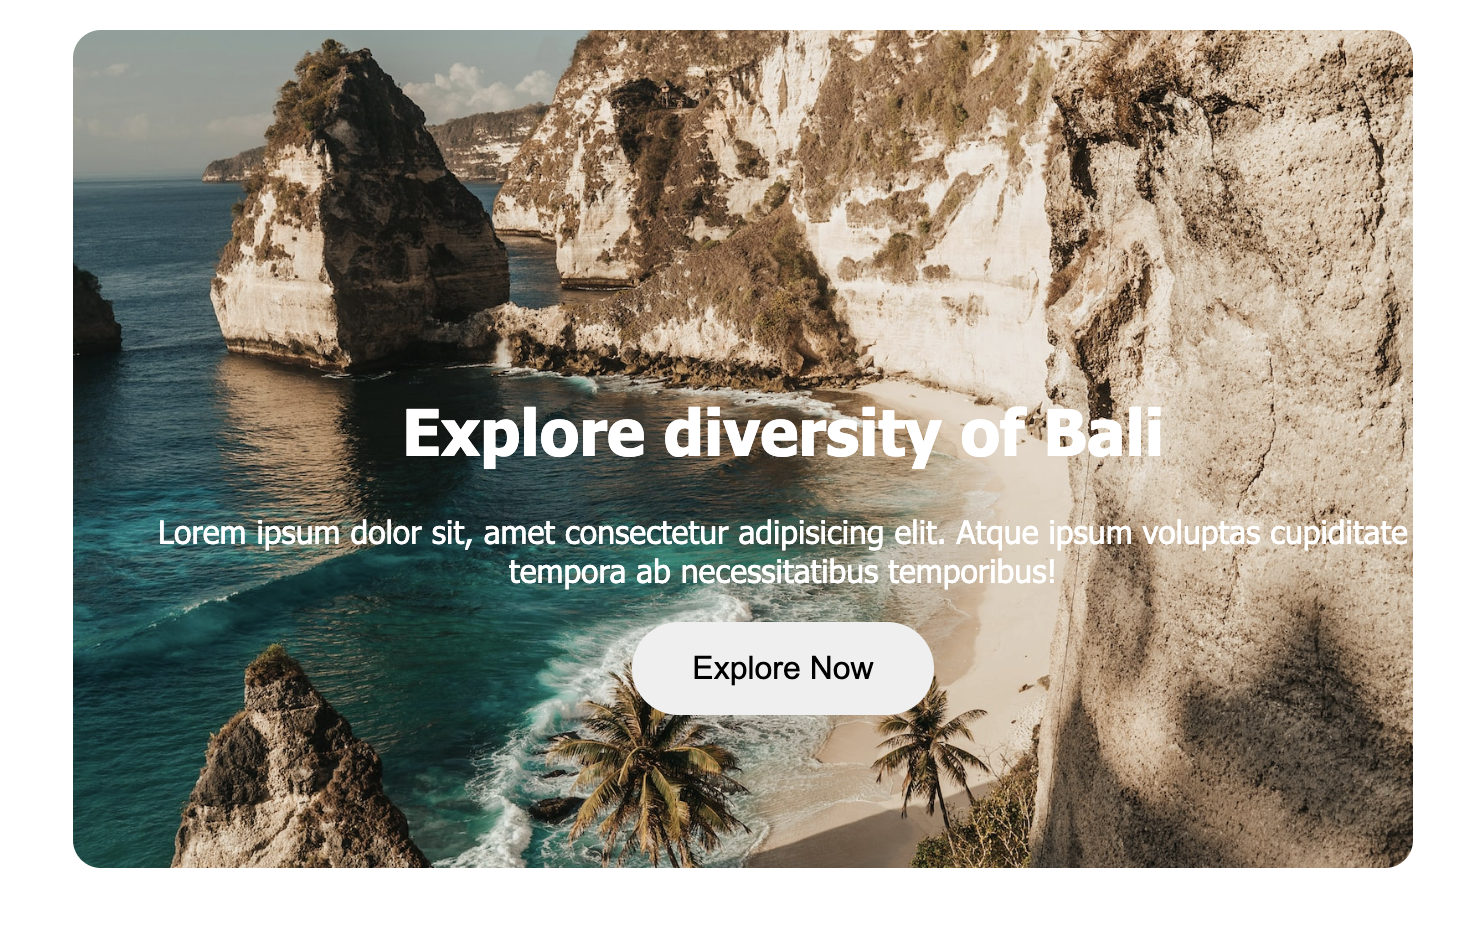 Explore diversity of Bali
Lorem ipsum dolor sit, amet consectetur adipisicing elit. Atque ipsum voluptas cupiditate
tempora ab necessitatibus temporibus!
Explore Now